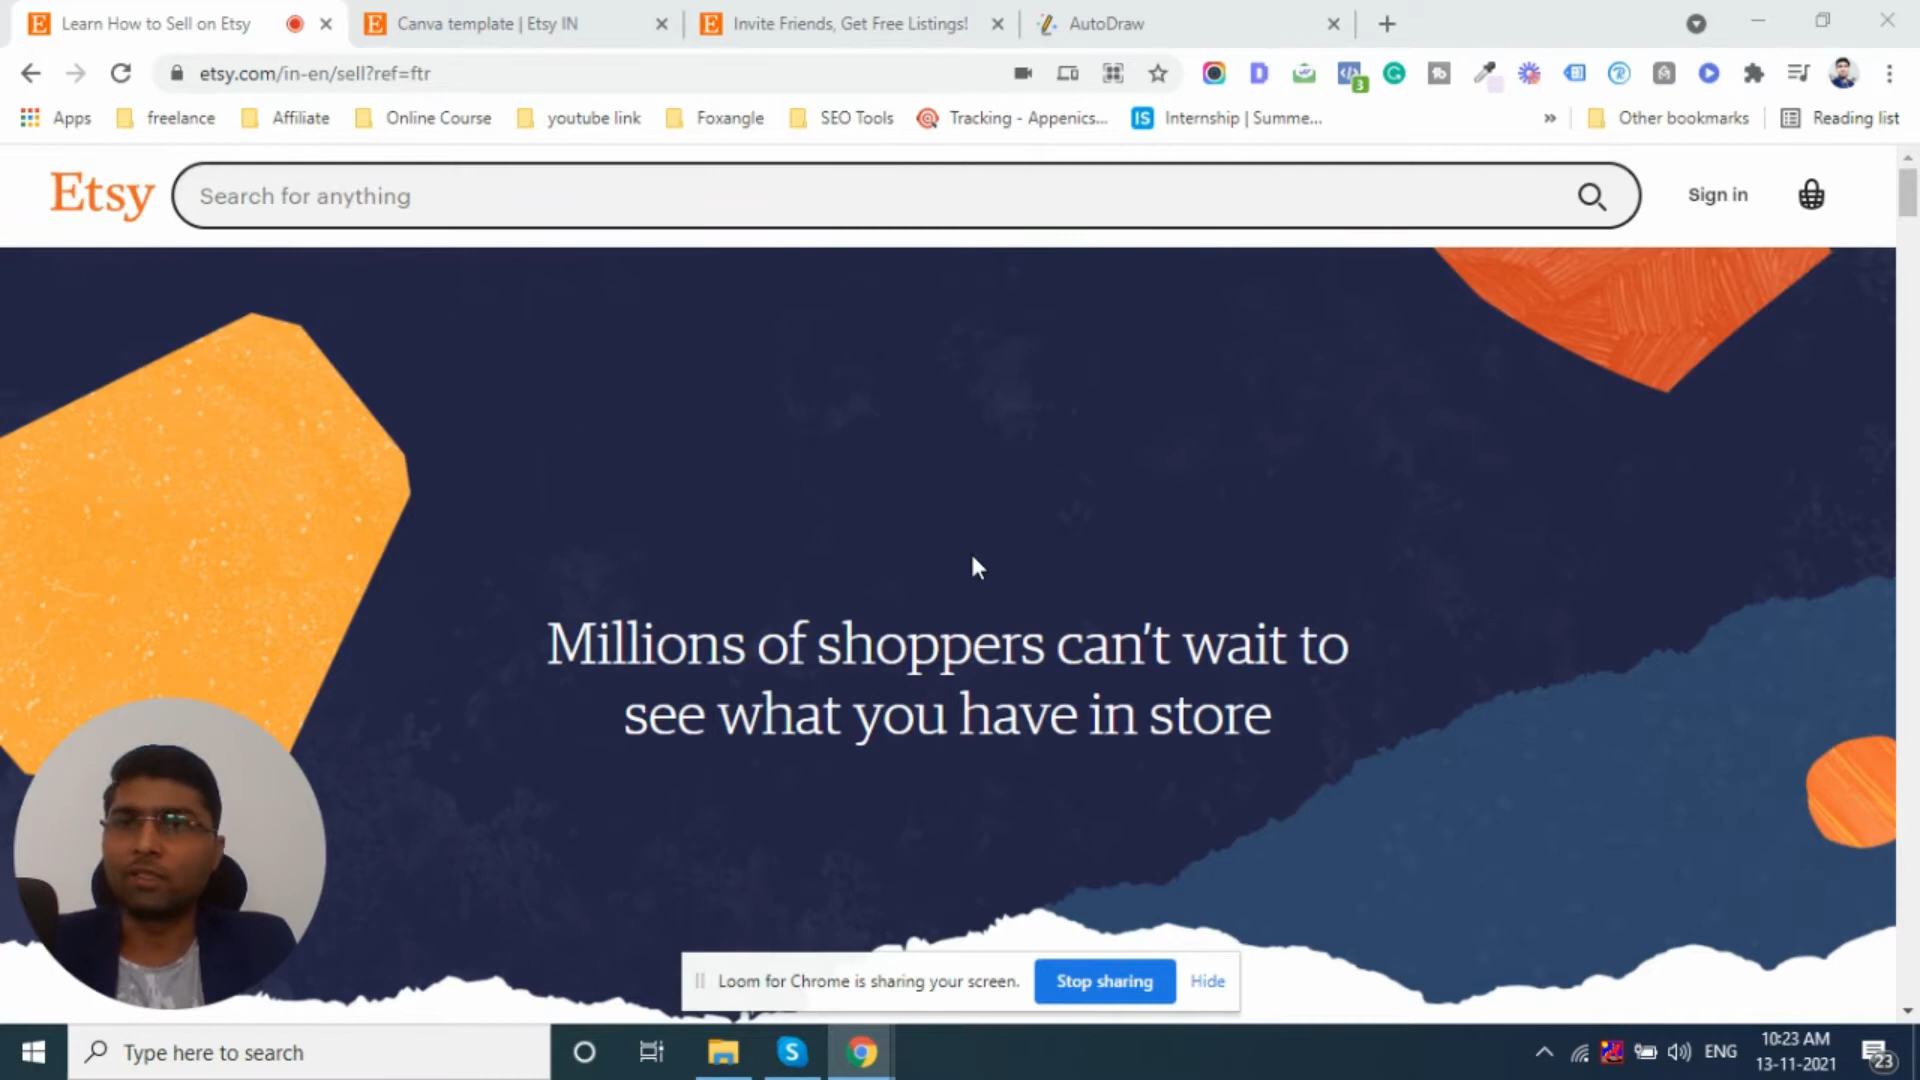 Learn How to Sell on Etsy
Canva template | Etsy IN
Invite Friends, Get Free Listings!
AutoDraw
etsy.com/in-en/sell?ref=ftr
3
Apps
freelance
Affiliate
Online Course
youtube link
Foxangle
SEO Tools
Tracking - Appenics...
IS
Internship | Summe...
»
Other bookmarks
Reading list
Etsy
Search for anything
Sign in
Millions of shoppers can't wait to
see what you have in store
Loom for Chrome is sharing your screen.
Stop sharing
Hide
Type here to search
ENG
10:23 AM
13-11-2021
23